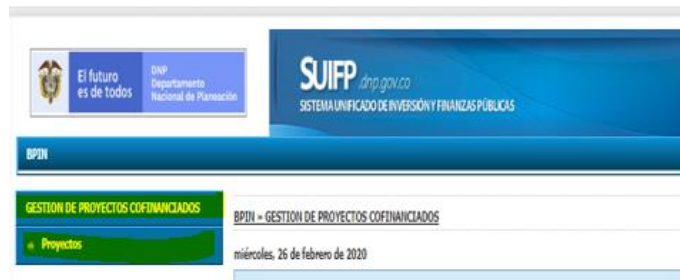 El futuro
es de todos
DNP
Departamento
Nacional de Planeación
SUIFP dnp.gov.co
SISTEMA UNIFICADO DE INVERSIÓN Y FINANZAS PÚBLICAS
BPIN
GESTION DE PROYECTOS COFINANCIADOS
Proyectos
BPIN » GESTION DE PROYECTOS COFINANCIADOS
miércoles, 26 de febrero de 2020